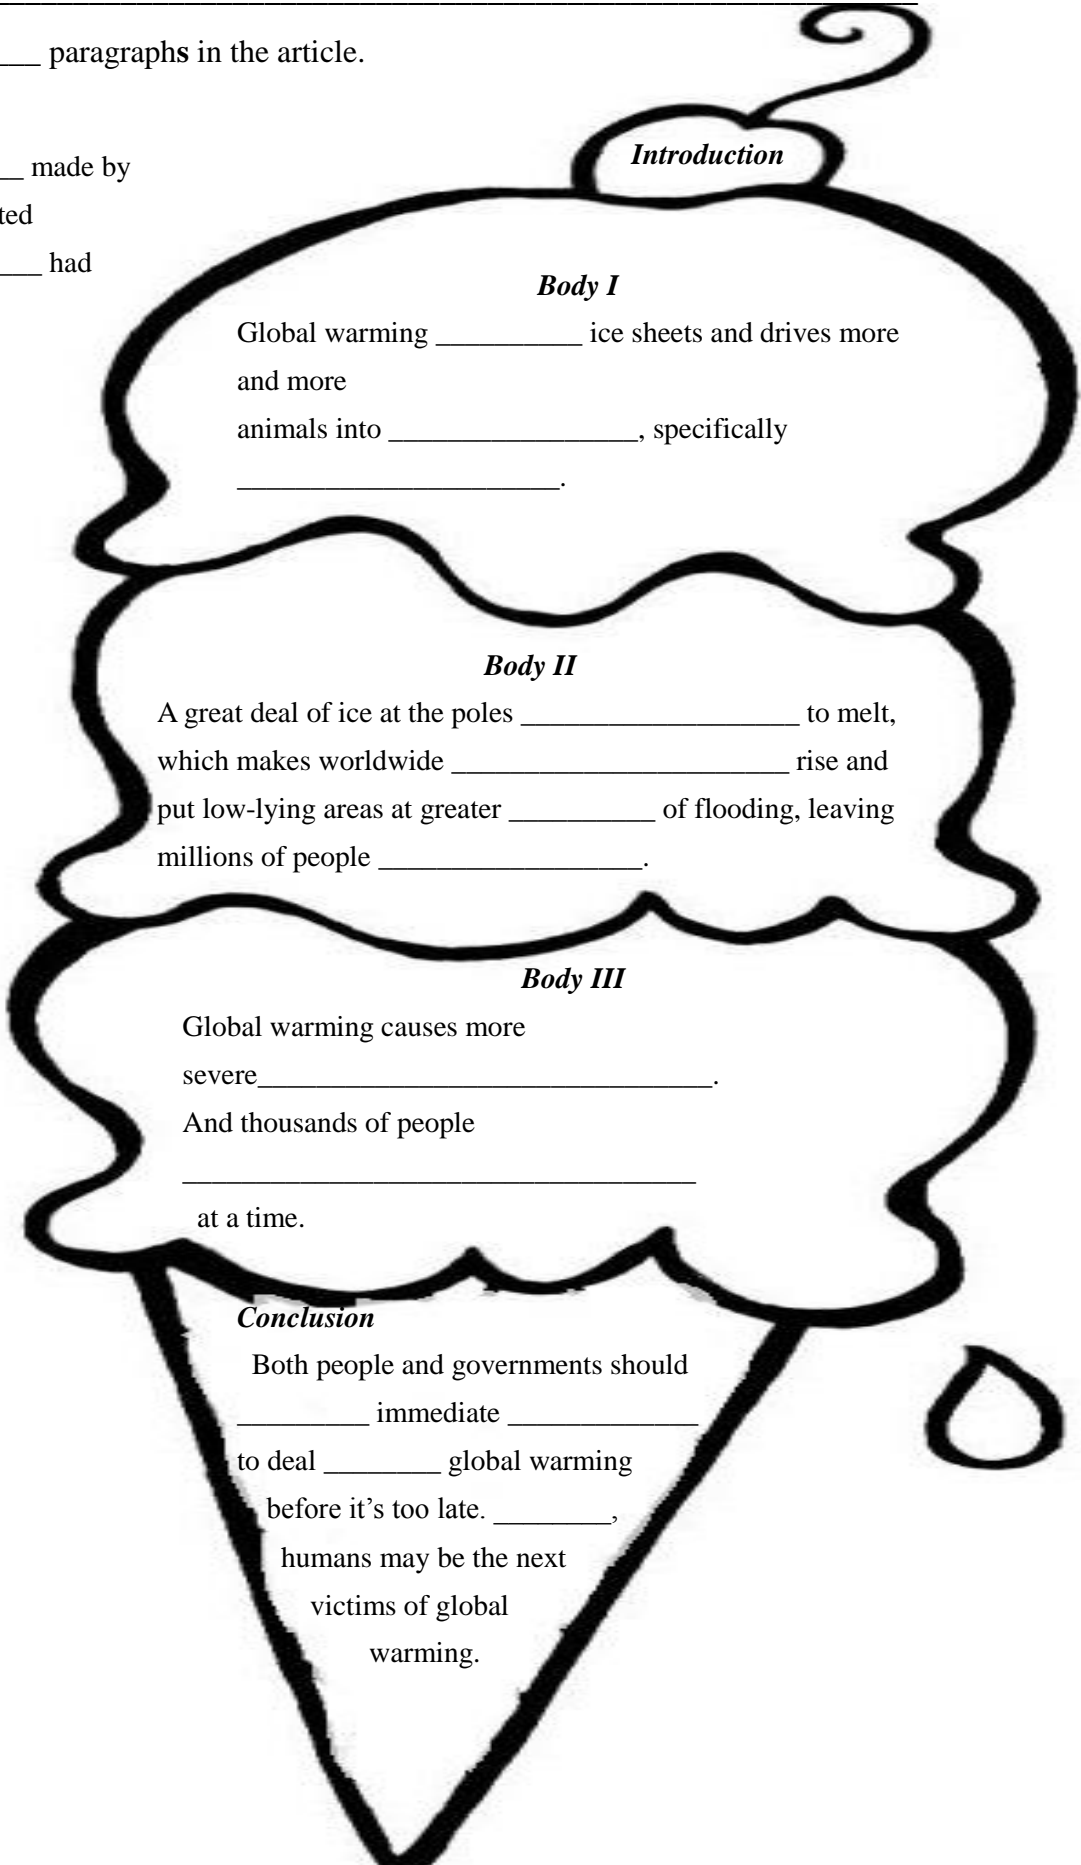 ___ paragraphs in the article.
Introduction
__ made by
ted
___ had
Body I
Global warming __________ ice sheets and drives more
and more
animals into _________________, specifically
______________________.
Body II
A great deal of ice at the poles ___________________ to melt,
which makes worldwide _______________________ rise and
put low-lying areas at greater __________ of flooding, leaving
millions of people __________________.
Body III
Global warming causes more
severe_______________________________.
And thousands of people
___________________________________
at a time.
Conclusion
Both people and governments should
_________ immediate _____________
to deal ________ global warming
before it’s too late. ________,
humans may be the next
victims of global
warming.